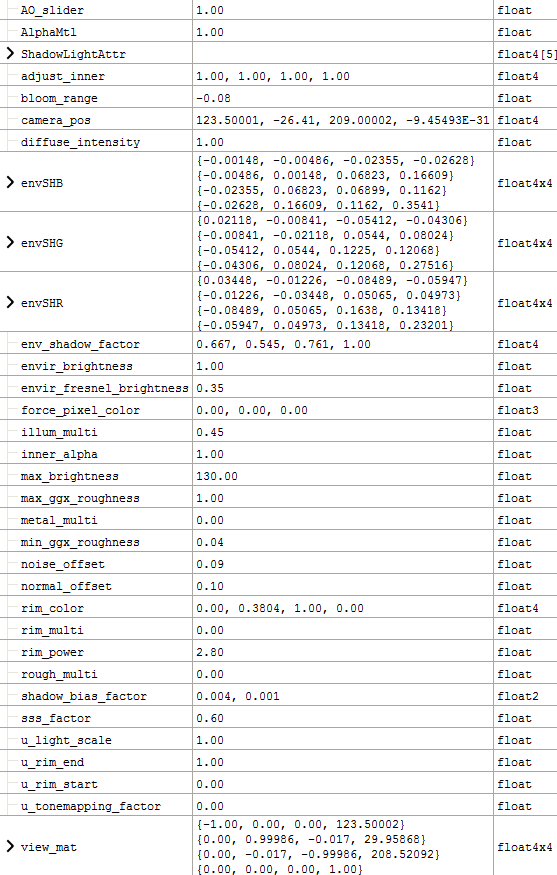 AO_slider 1.00 float
AlphaMtl 1.00 float
ShadowLightAttr float4[5]
adjust_inner 1.00, 1.00, 1.00, 1.00 float4
bloom_range -0.08 float
camera_pos 123.50001, -26.41, 209.00002, -9.45493E-31 float4
diffuse_intensity 1.00 float
{-0.00148, -0.00486, -0.02355, -0.02628}
{-0.00486, 0.00148, 0.06823, 0.16609}
envSHB float4x4
{-0.02355, 0.06823, 0.06899, 0.1162}
{-0.02628, 0.16609, 0.1162, 0.3541}
{0.02118, -0.00841, -0.05412, -0.04306}
{-0.00841, -0.02118, 0.0544, 0.08024}
envSHG float4x4
{-0.05412, 0.0544, 0.1225, 0.12068}
{-0.04306, 0.08024, 0.12068, 0.27516}
{0.03448, -0.01226, -0.08489, -0.05947}
{-0.01226, -0.03448, 0.05065, 0.04973}
envSHR float4x4
{-0.08489, 0.05065, 0.1638, 0.13418}
{-0.05947, 0.04973, 0.13418, 0.23201}
env_shadow_factor 0.667, 0.545, 0.761, 1.00 float4
envir_brightness 1.00 float
envir_fresnel_brightness 0.35 float
force_pixel_color 0.00, 0.00, 0.00 float3
illum_multi 0.45 float
inner_alpha 1.00 float
max_brightness 130.00 float
max_ggx_roughness 1.00 float
metal_multi 0.00 float
min_ggx_roughness 0.04 float
noise_offset 0.09 float
normal_offset 0.10 float
rim_color 0.00, 0.3804, 1.00, 0.00 float4
rim_multi 0.00 float
rim_power 2.80 float
rough_multi 0.00 float
shadow_bias_factor 0.004, 0.001 float2
sss_factor 0.60 float
u_light_scale 1.00 float
u_rim_end 1.00 float
u_rim_start 0.00 float
u_tonemapping_factor 0.00 float
{-1.00, 0.00, 0.00, 123.50002}
{0.00, 0.99986, -0.017, 29.95868}
view_mat float4x4
{0.00, -0.017, -0.99986, 208.52092}
{0.00, 0.00, 0.00, 1.00}